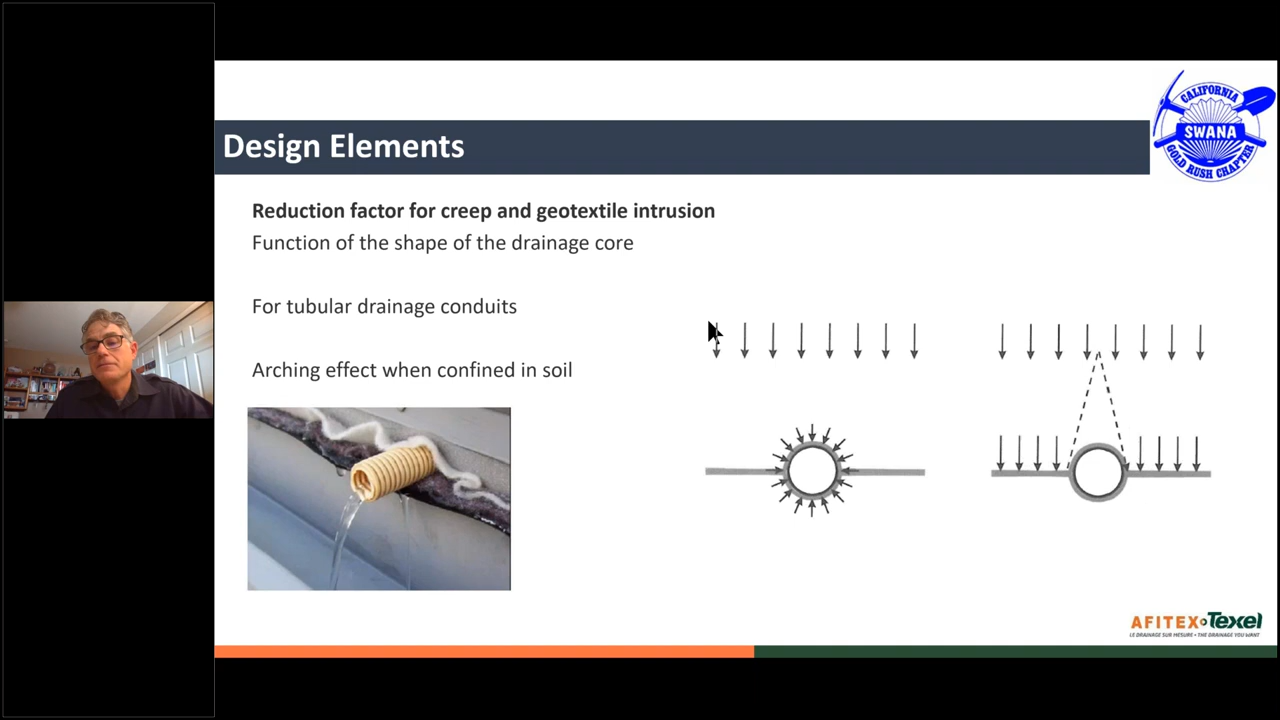 Design Elements
CALIFORNIA
SWANA
GOLD RUSH CHAPTER
Reduction factor for creep and geotextile intrusion
Function of the shape of the drainage core
For tubular drainage conduits
Arching effect when confined in soil
AFITEX Texel
LE DRAINAGE SUR MESURE • THE DRAINAGE YOU WANT